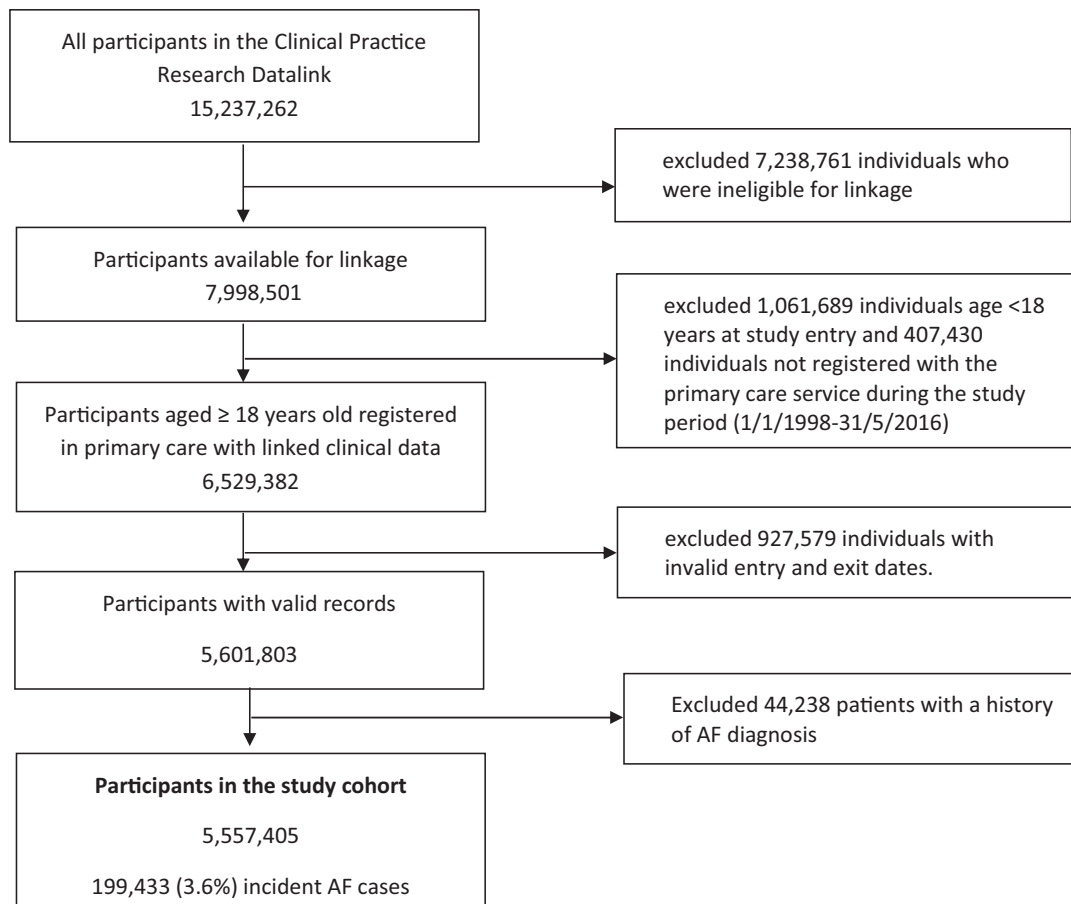 All participants in the Clinical Practice
Research Datalink
15,237,262
excluded 7,238,761 individuals who
were ineligible for linkage
Participants available for linkage
7,998,501
excluded 1,061,689 individuals age <18
years at study entry and 407,430
individuals not registered with the
primary care service during the study
period (1/1/1998-31/5/2016)
Participants aged ≥ 18 years old registered
in primary care with linked clinical data
6,529,382
excluded 927,579 individuals with
invalid entry and exit dates.
Participants with valid records
5,601,803
Excluded 44,238 patients with a history
of AF diagnosis
Participants in the study cohort
5,557,405
199,433 (3.6%) incident AF cases